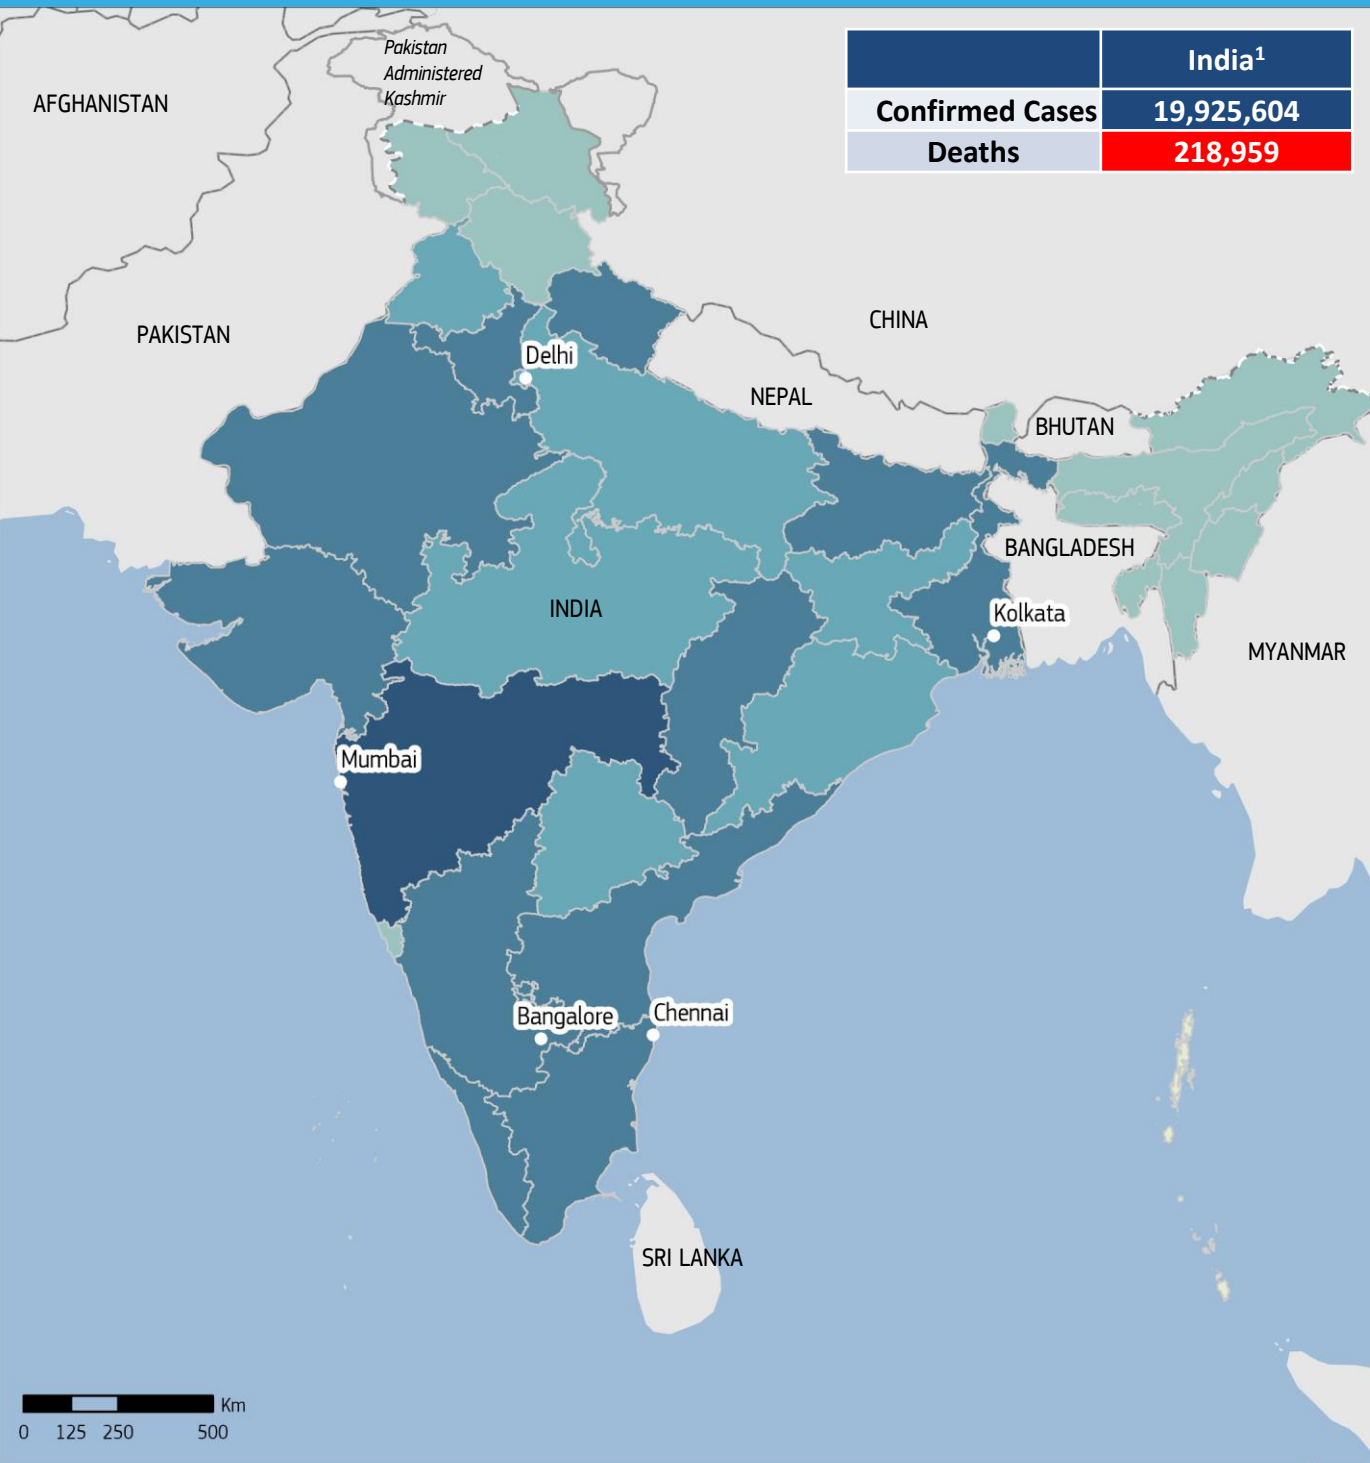 India1
Confirmed Cases 19,925,604
Deaths 218,959
Pakistan
Administered
Kashmir
AFGHANISTAN
PAKISTAN
CHINA
Delhi
NEPAL
BHUTAN
BANGLADESH
INDIA
Kolkata
MYANMAR
Mumbai
Bangalore
Chennai
SRI LANKA
Km
0 125 250 500